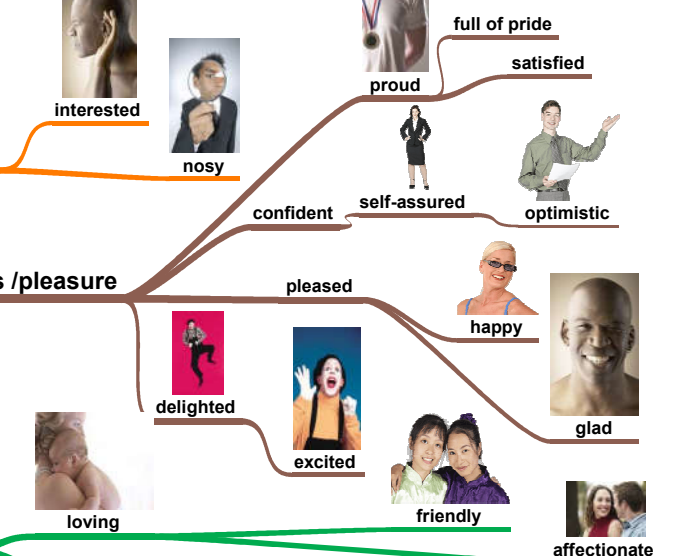 full of pride
satisfied
proud
interested
nosy
self-assured
confident
optimistic
s /pleasure
pleased
happy
delighted
glad
excited
friendly
loving
affectionate